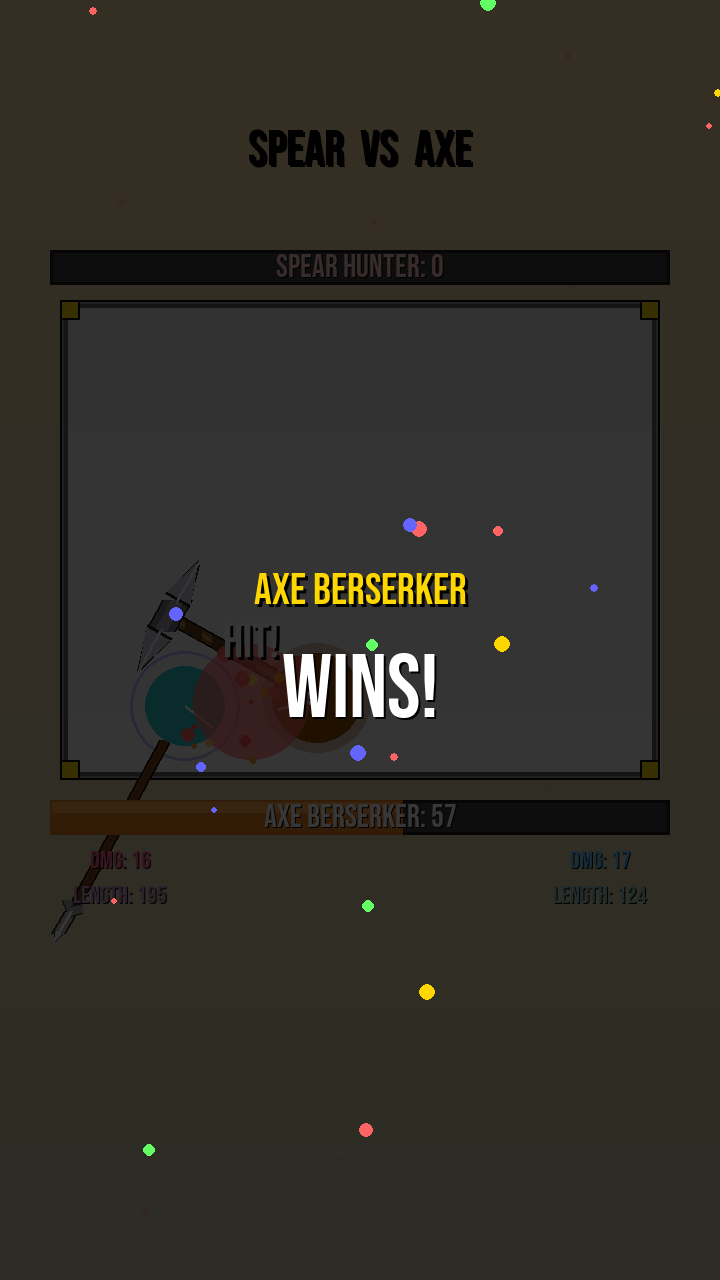 SPEAR VS AXE
SPEAR HUNTER: 0
AXE BERSERKER
HIT!
WINS!
AXE BERSERKER: 57
DMG: 16
DMG: 17
LENGTH: 195
LENGTH: 124